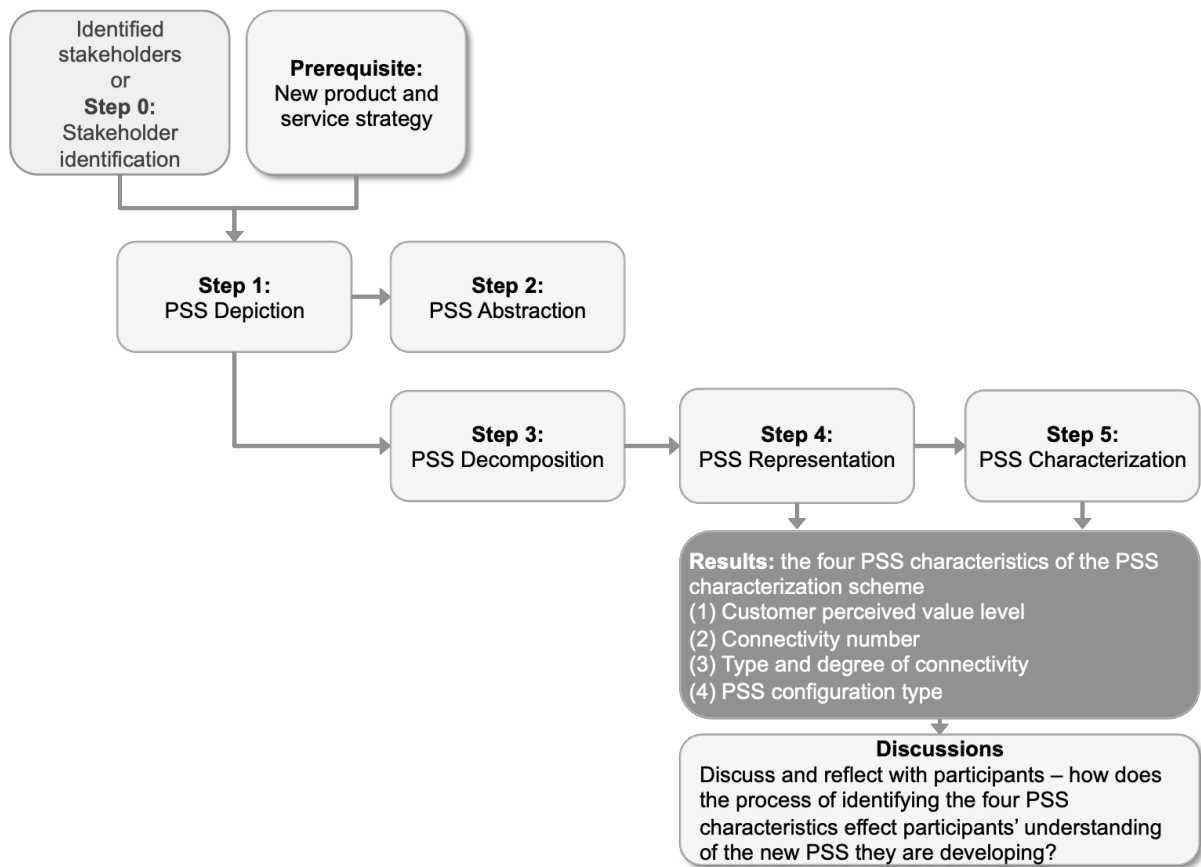 Identified
stakeholders
or
Step 0:
Stakeholder
identification
Prerequisite:
New product and
service strategy
Step 1:
PSS Depiction
Step 2:
PSS Abstraction
Step 3:
PSS Decomposition
Step 4:
PSS Representation
Step 5:
PSS Characterization
Results: the four PSS characteristics of the PSS
characterization scheme
(1) Customer perceived value level
(2) Connectivity number
(3) Type and degree of connectivity
(4) PSS configuration type
Discussions
Discuss and reflect with participants – how does
the process of identifying the four PSS
characteristics effect participants’ understanding
of the new PSS they are developing?